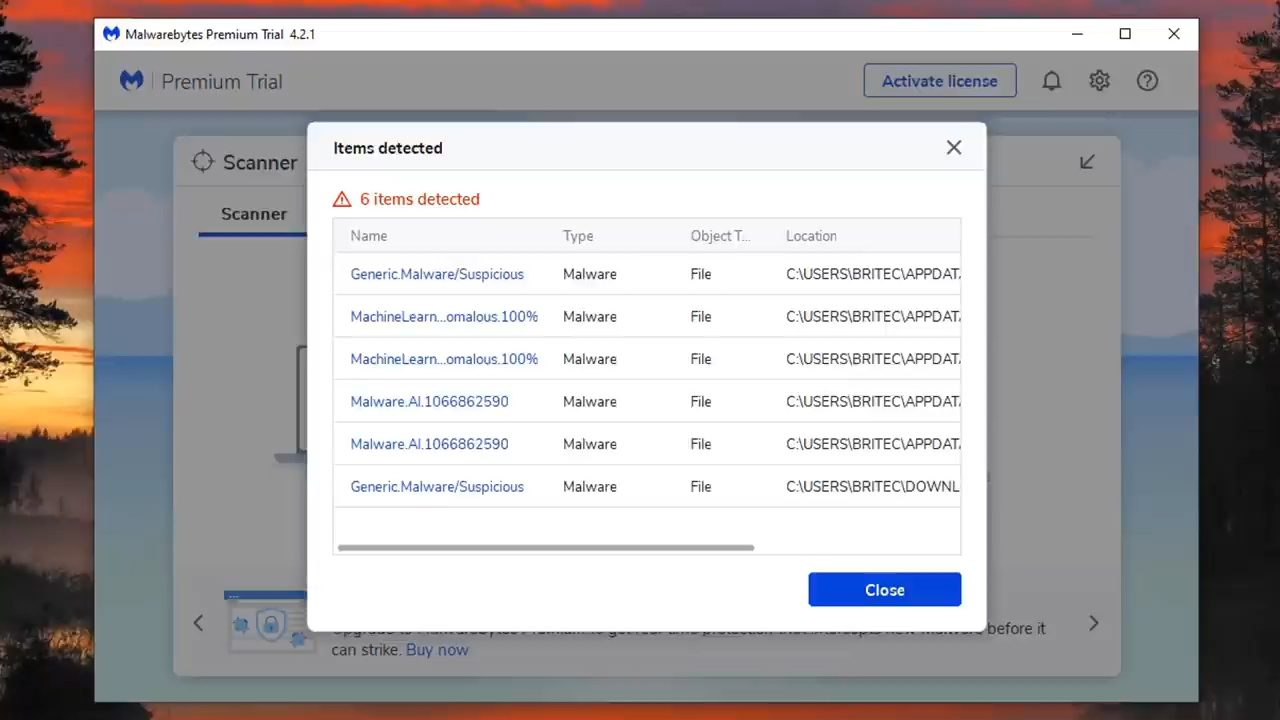 Malwarebytes Premium Trial 4.2.1
Premium Trial
Activate license
Scanner
Scanner
Items detected
6 items detected
Name Type Object T... Location
Generic.Malware/Suspicious Malware File C:\USERS\BRITEC\APPDAT
MachineLearn...omalous.100% Malware File C:\USERS\BRITEC\APPDAT
MachineLearn...omalous.100% Malware File C:\USERS\BRITEC\APPDAT
Malware.AI.1066862590 Malware File C:\USERS\BRITEC\APPDAT
Malware.AI.1066862590 Malware File C:\USERS\BRITEC\APPDAT
Generic.Malware/Suspicious Malware File C:\USERS\BRITEC\DOWNL
Close
before it
can strike. Buy now